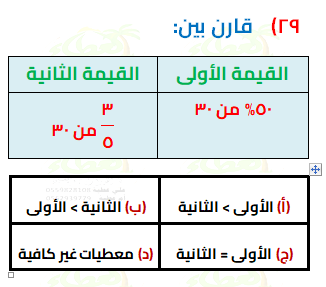 ٢٩) قارن بين:
القيمة الأولى القيمة الثانية
٥٠% من ٣٠ ٣/٥ من ٣٠
(أ) الأولى > الثانية (ب) الثانية > الأولى
(ج) الأولى = الثانية (د) معطيات غير كافية